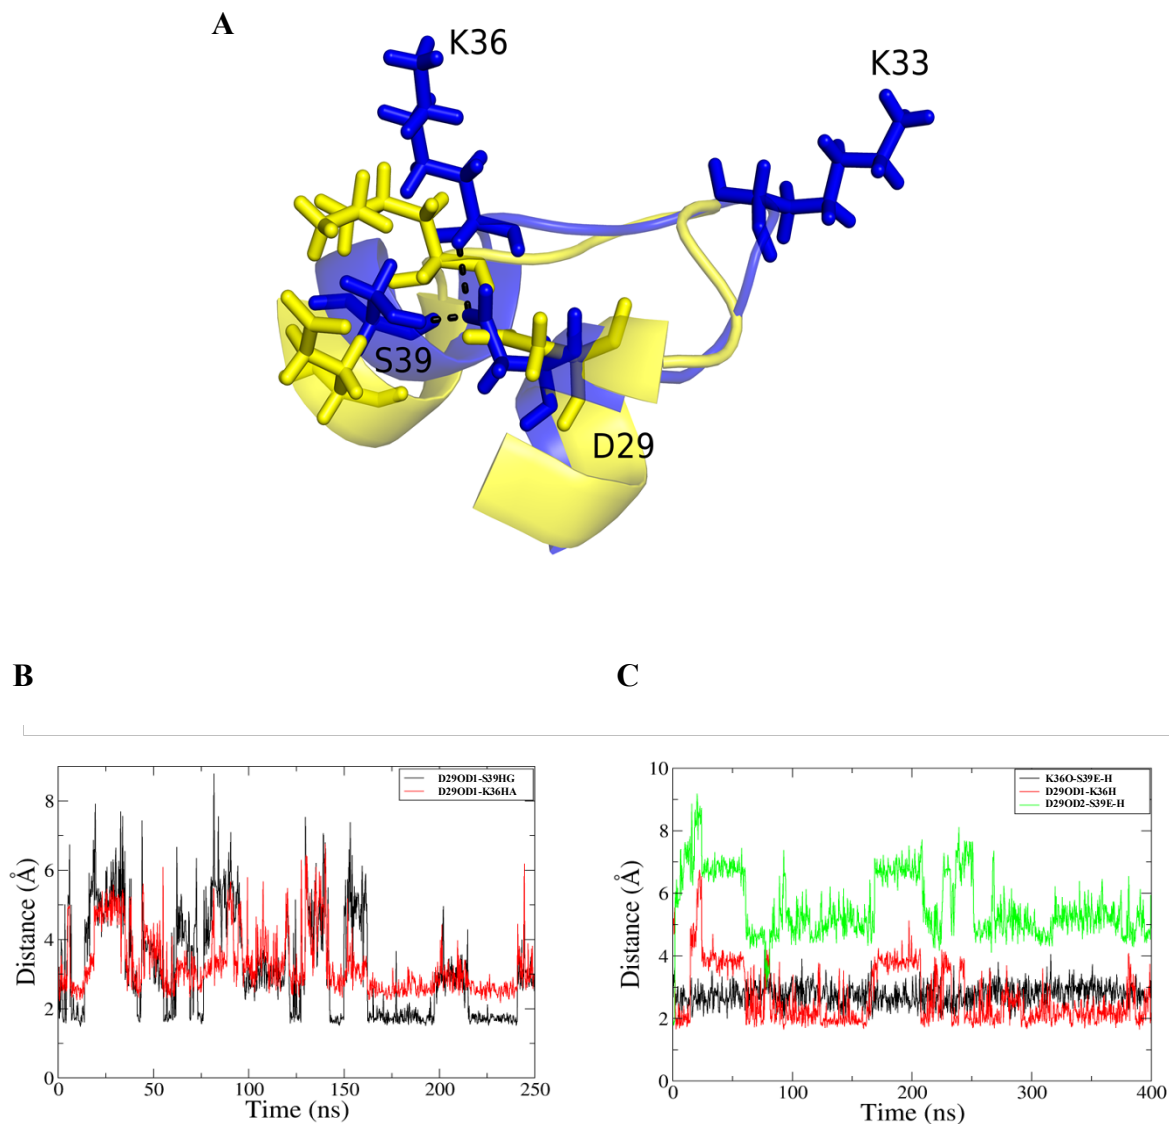 A
K36
K33
S39
D29
B
C
D29OD1-S39HG
D29OD1-K36HA
8
6
4
2
0
Distance (Å)
0
50
100
150
200
250
Time (ns)
K36O-S39E-H
D29OD1-K36H
D29OD2-S39E-H
10
8
6
4
2
0
Distance (Å)
0
100
200
300
400
Time (ns)